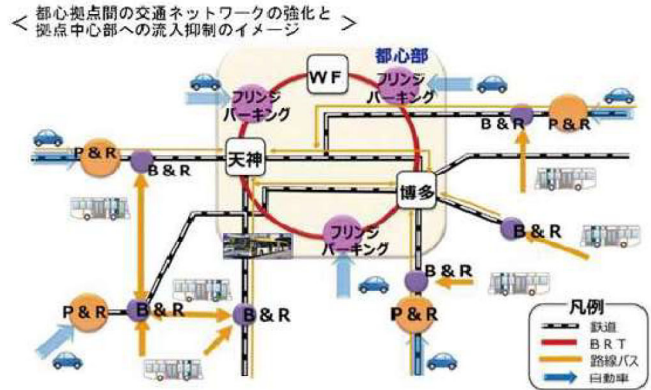 都心拠点間の交通ネットワークの強化と
拠点中心部への流入抑制のイメージ
都心部
WF
フリンジ
パーキング
フリンジ
パーキング
B&R
P&R
P&R
B&R
天神
博多
フリンジ
パーキング
B&R
B&R
P&R
B&R
B&R
P&R
凡例
鉄道
BRT
路線バス
自動車